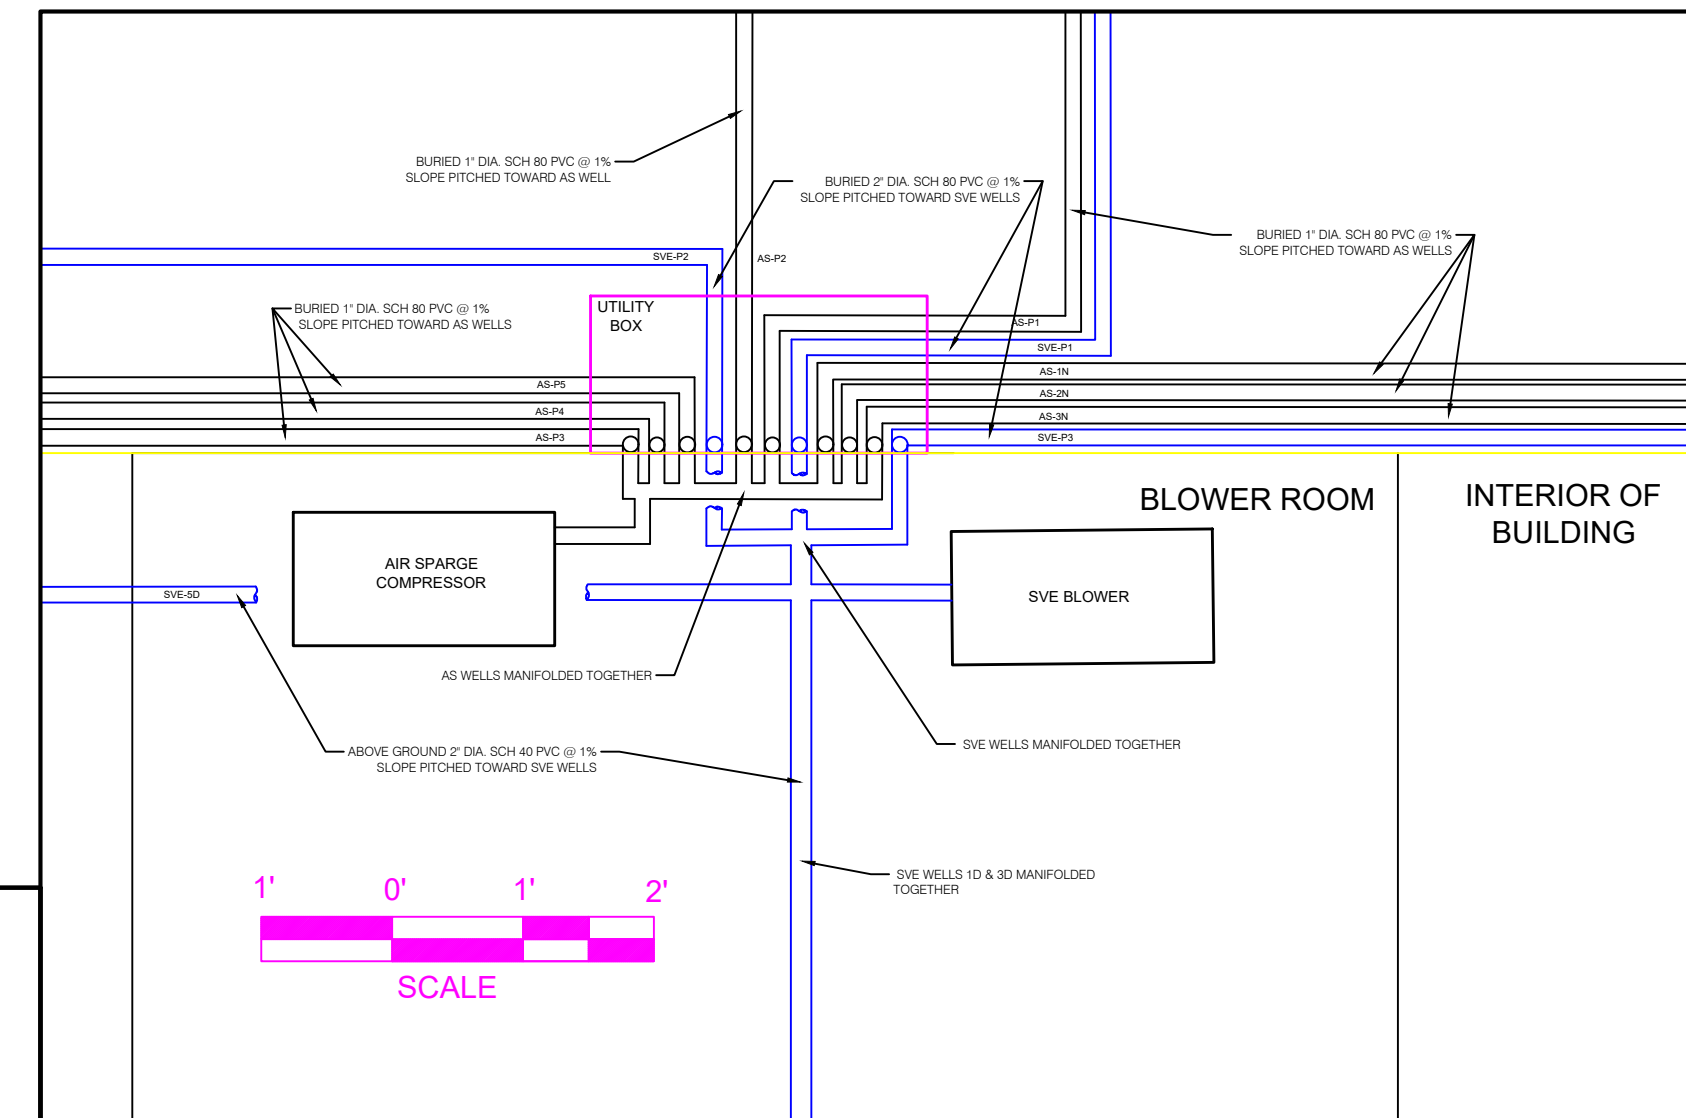 BURIED 1" DIA. SCH 80 PVC @ 1%
SLOPE PITCHED TOWARD AS WELL
BURIED 2" DIA. SCH 80 PVC @ 1%
SLOPE PITCHED TOWARD SVE WELLS
BURIED 1" DIA. SCH 80 PVC @ 1%
SLOPE PITCHED TOWARD AS WELLS
SVE-P2
AS-P2
BURIED 1" DIA. SCH 80 PVC @ 1%
SLOPE PITCHED TOWARD AS WELLS
UTILITY
BOX
AS-P1
SVE-P1
AS-1N
AS-P5
AS-2N
AS-P4
AS-3N
AS-P3
SVE-P3
BLOWER ROOM
INTERIOR OF
BUILDING
AIR SPARGE
COMPRESSOR
SVE-5D
SVE BLOWER
AS WELLS MANIFOLDED TOGETHER
SVE WELLS MANIFOLDED TOGETHER
ABOVE GROUND 2" DIA. SCH 40 PVC @ 1%
SLOPE PITCHED TOWARD SVE WELLS
SVE WELLS 1D & 3D MANIFOLDED
TOGETHER
1' 0' 1' 2'
SCALE